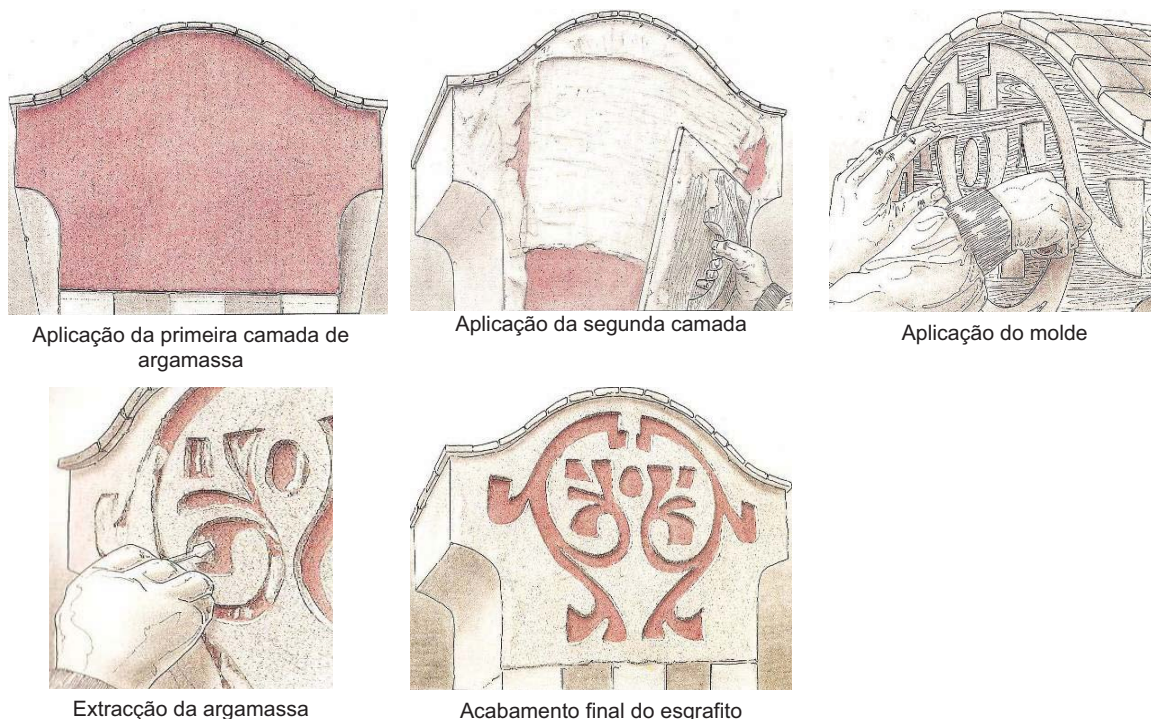 Aplicação da primeira camada de
argamassa
Aplicação da segunda camada
Aplicação do molde
Extracção da argamassa
Acabamento final do esgrafito